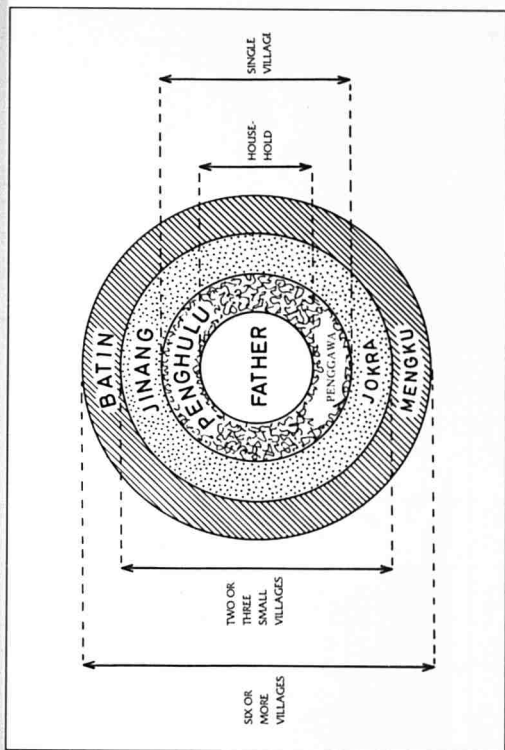 BATIN
JINANG
PENGHULU
FATHER
PENGGAWA
JOKRA
MENGKU
SIX OR
MORE
VILLAGES
TWO OR
THREE
SMALL
VILLAGES
HOUSE-
HOLD
SINGLE
VILLAGE